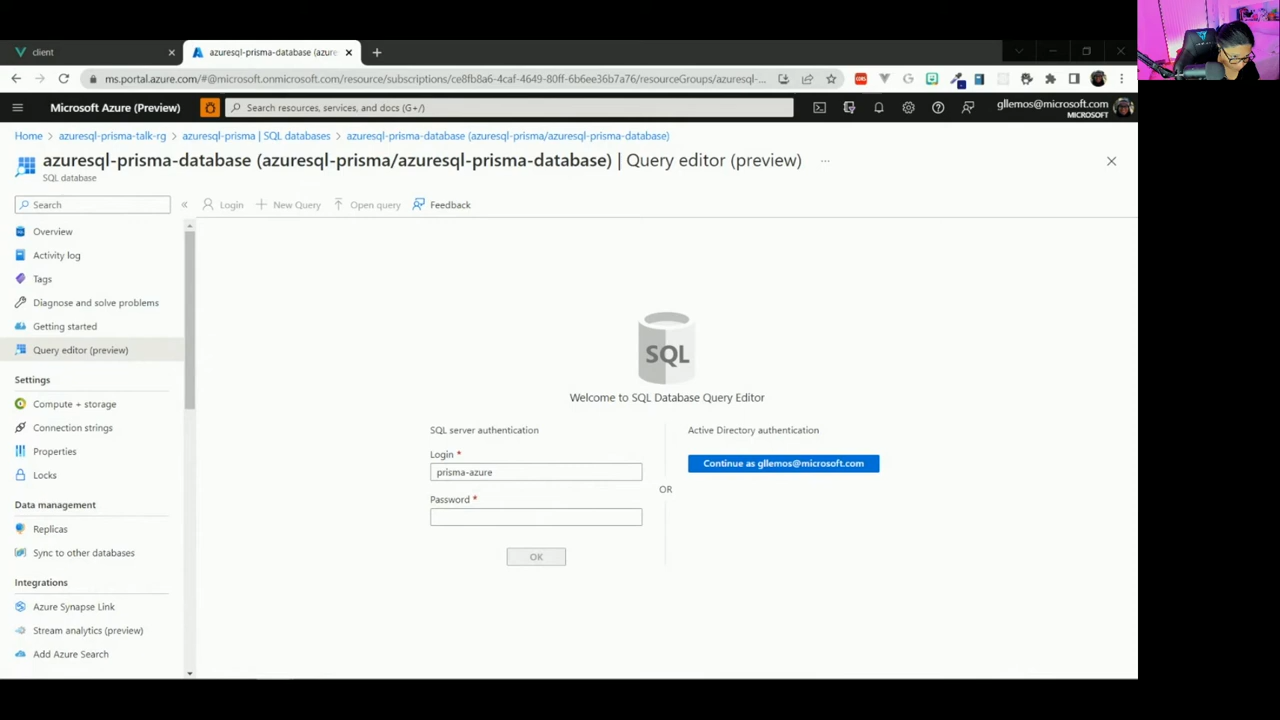 client
azuresql-prisma-database (azure
ms.portal.azure.com/#@microsoft.onmicrosoft.com/resource/subscriptions/ce8fb8a6-4caf-4649-80ff-6b6ee36b7a76/resourceGroups/azuresql-...
Microsoft Azure (Preview)
Search resources, services, and docs (G+/)
gllemos@microsoft.com
MICROSOFT
Home > azuresql-prisma-talk-rg > azuresql-prisma | SQL databases > azuresql-prisma-database (azuresql-prisma/azuresql-prisma-database) >
azuresql-prisma-database (azuresql-prisma/azuresql-prisma-database) | Query editor (preview) ...
SQL database
Search
Login
New Query
Open query
Feedback
Overview
Activity log
Tags
Diagnose and solve problems
Getting started
Query editor (preview)
Settings
Compute + storage
Connection strings
Properties
Locks
Data management
Replicas
Sync to other databases
Integrations
Azure Synapse Link
Stream analytics (preview)
Add Azure Search
SQL
Welcome to SQL Database Query Editor
SQL server authentication
Login *
prisma-azure
Password *
OK
OR
Active Directory authentication
Continue as gllemos@microsoft.com